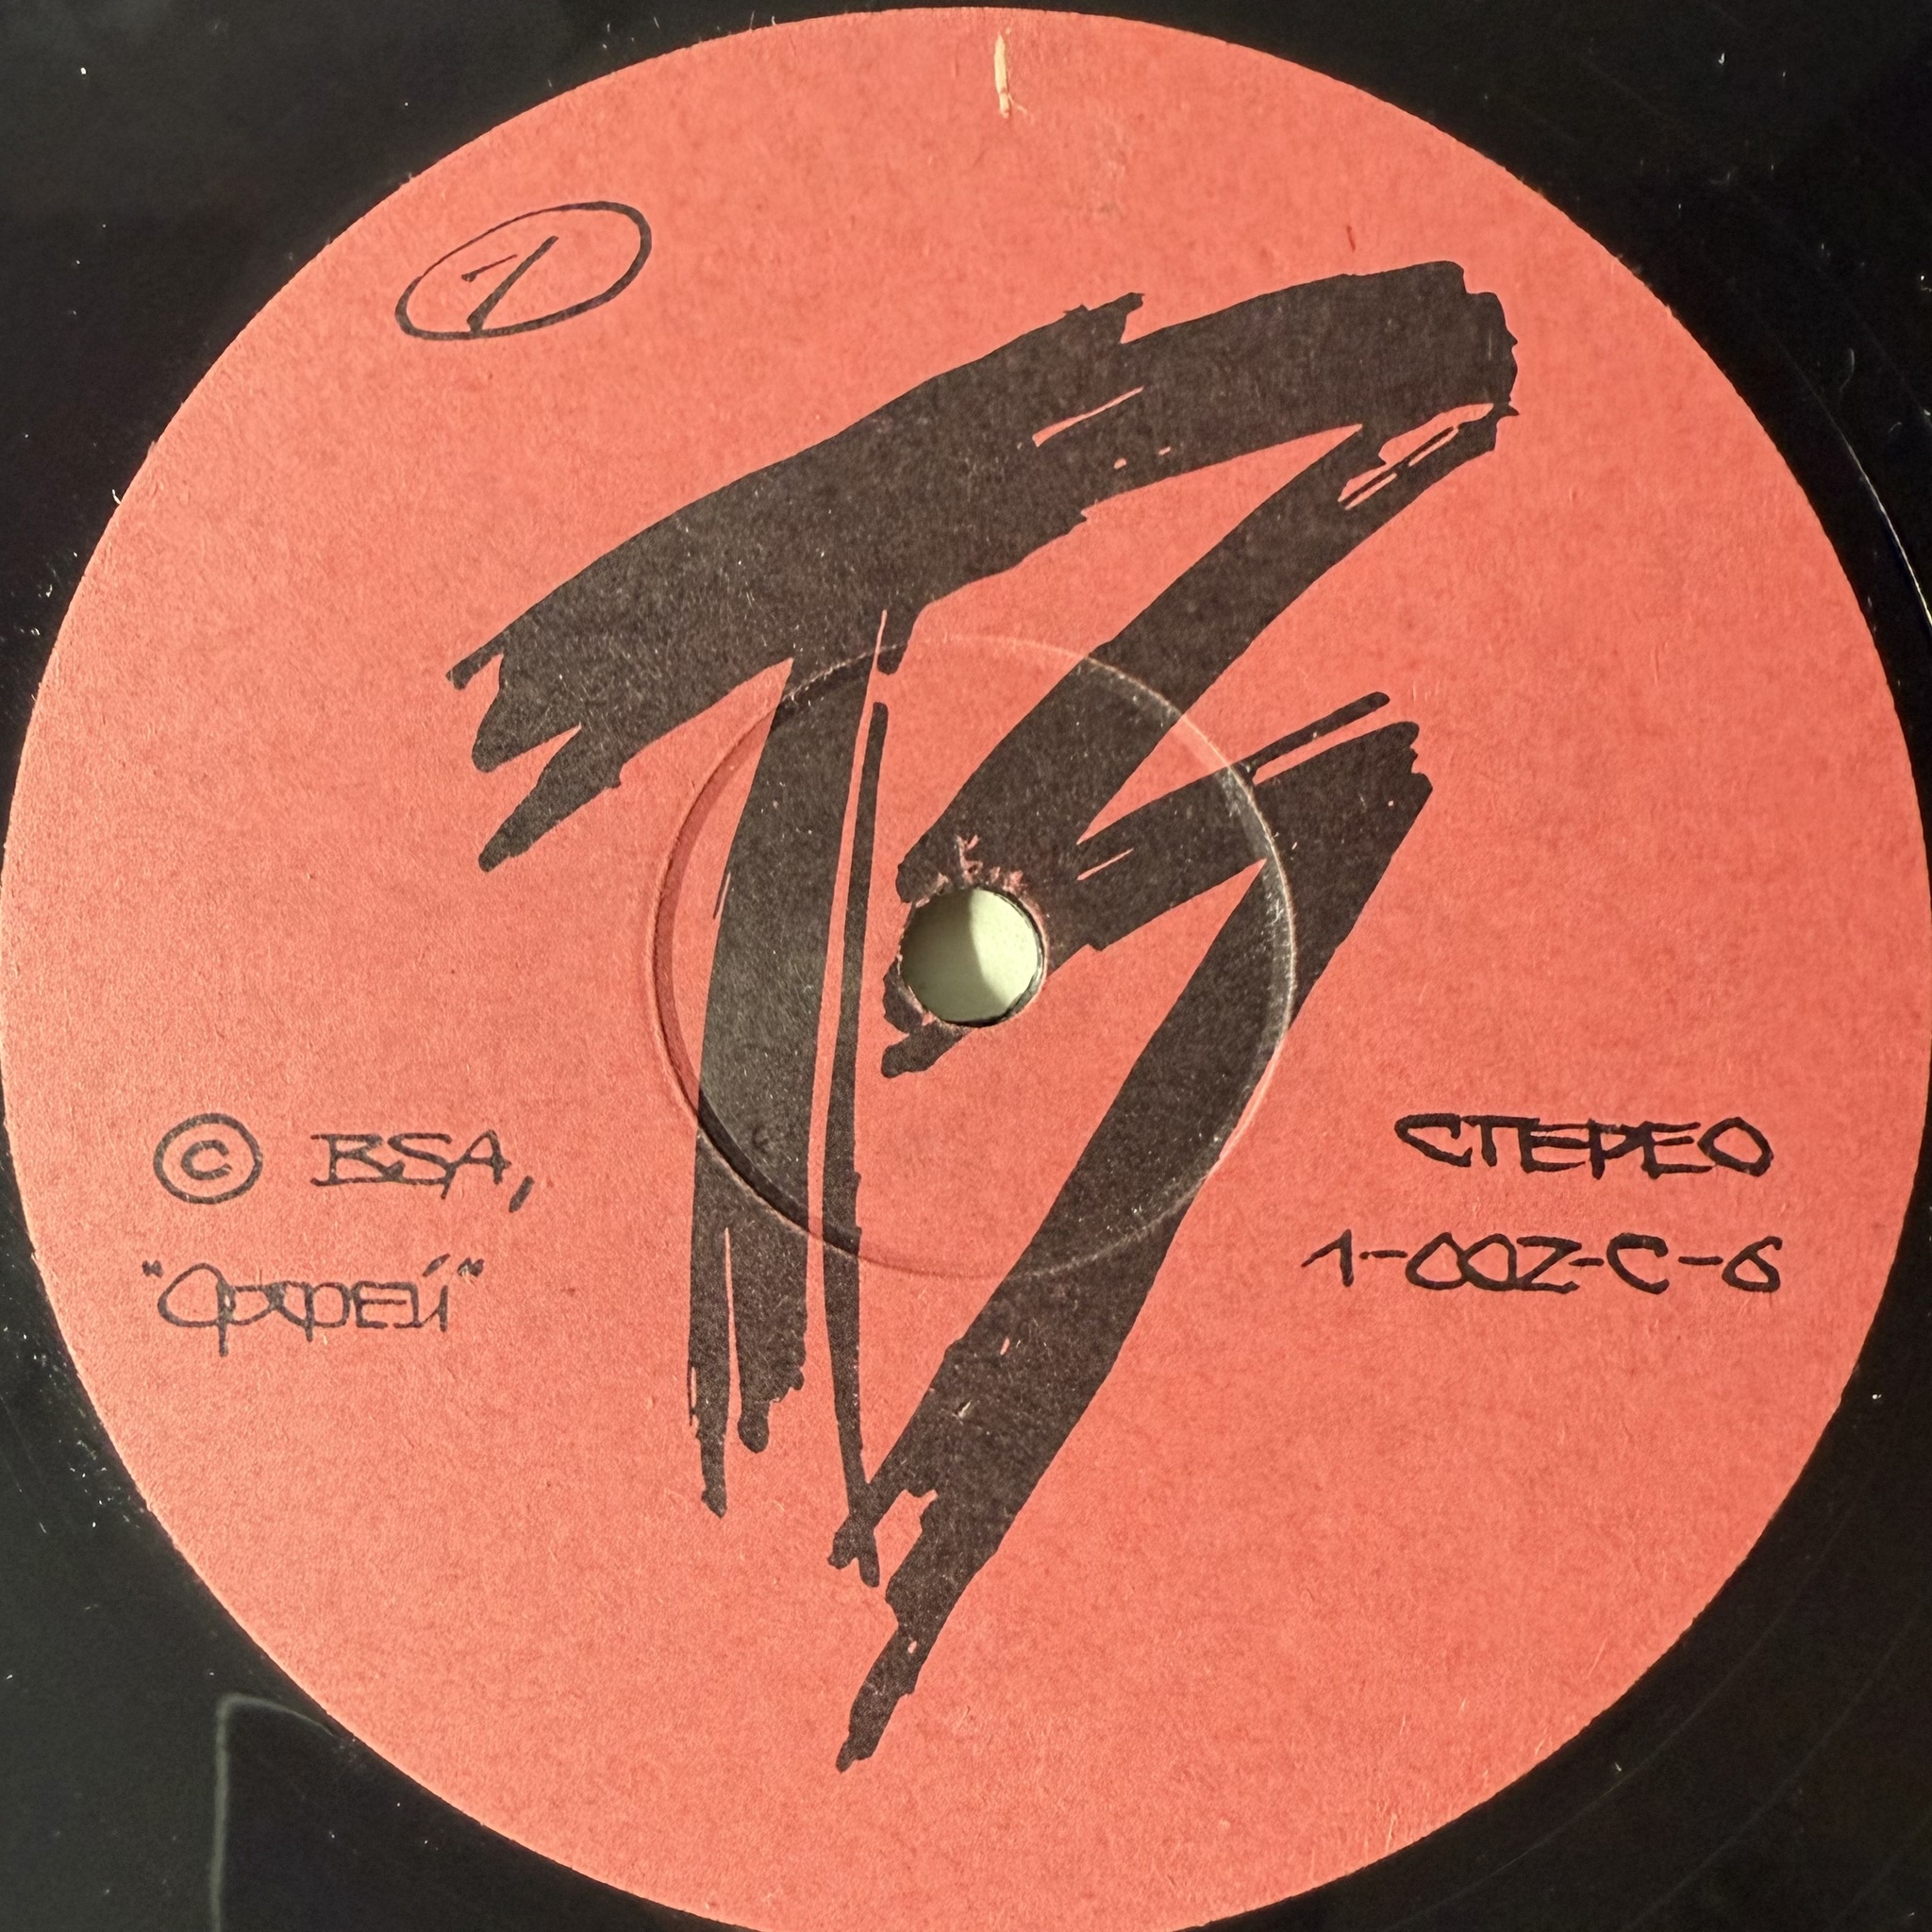 1
© BSA,
"Орфей"
СТЕРЕО
1-002-С-6